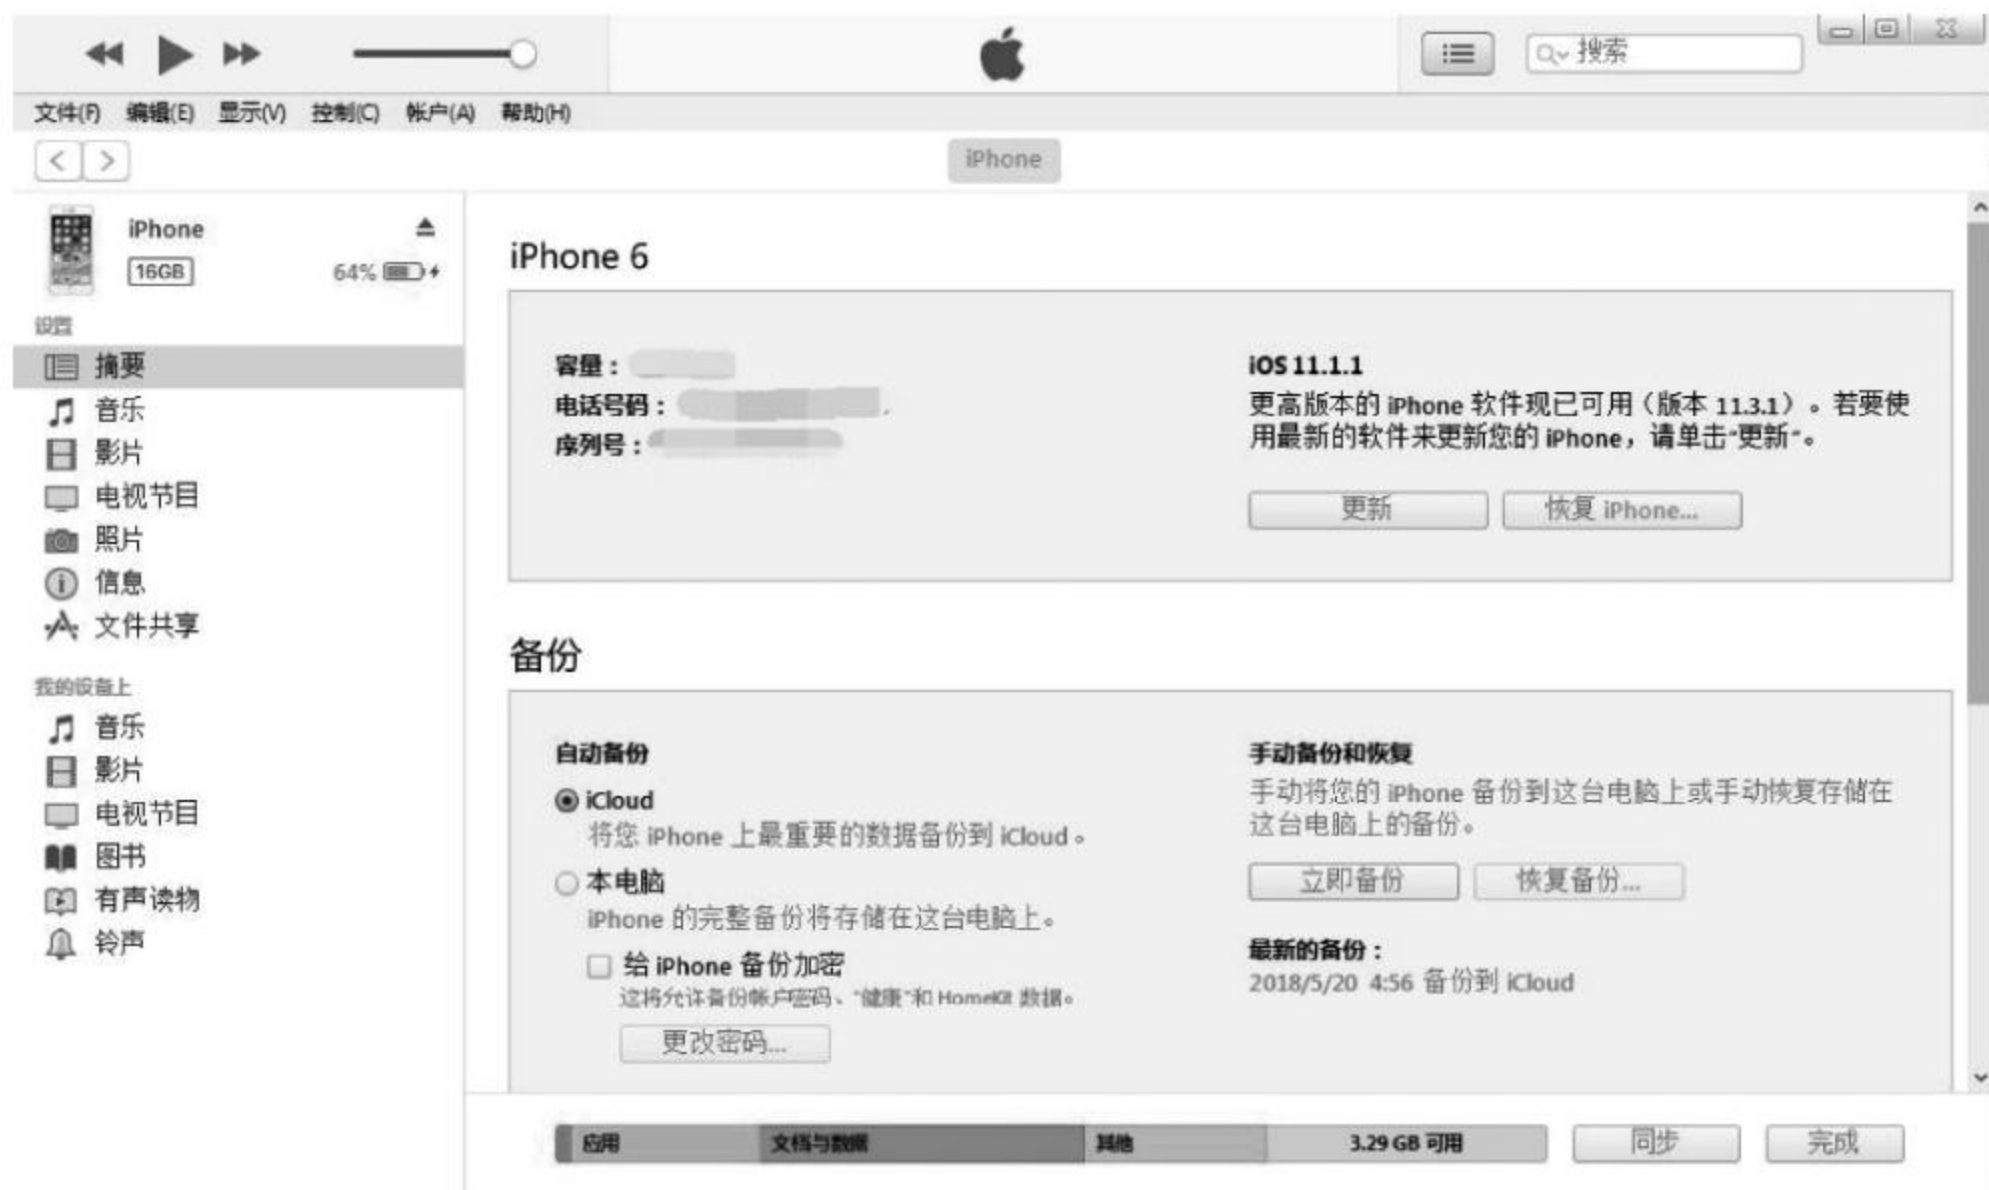 搜索
文件(F) 编辑(E) 显示(V) 控制(C) 帐户(A) 帮助(H)
iPhone
iPhone
16GB 64%
设置
摘要
音乐
影片
电视节目
照片
信息
文件共享
我的设备上
音乐
影片
电视节目
图书
有声读物
铃声
iPhone 6
容量：
电话号码：
序列号：
iOS 11.1.1
更高版本的 iPhone 软件现已可用（版本 11.3.1）。若要使
用最新的软件来更新您的 iPhone，请单击“更新”。
更新 恢复 iPhone...
备份
自动备份
iCloud
将您 iPhone 上最重要的数据备份到 iCloud。
本电脑
iPhone 的完整备份将存储在这台电脑上。
给 iPhone 备份加密
这将允许备份帐户密码、“健康”和 HomeKit 数据。
更改密码...
手动备份和恢复
手动将您的 iPhone 备份到这台电脑上或手动恢复存储在
这台电脑上的备份。
立即备份 恢复备份...
最新的备份：
2018/5/20 4:56 备份到 iCloud
应用 文档与数据 其他 3.29 GB 可用 同步 完成